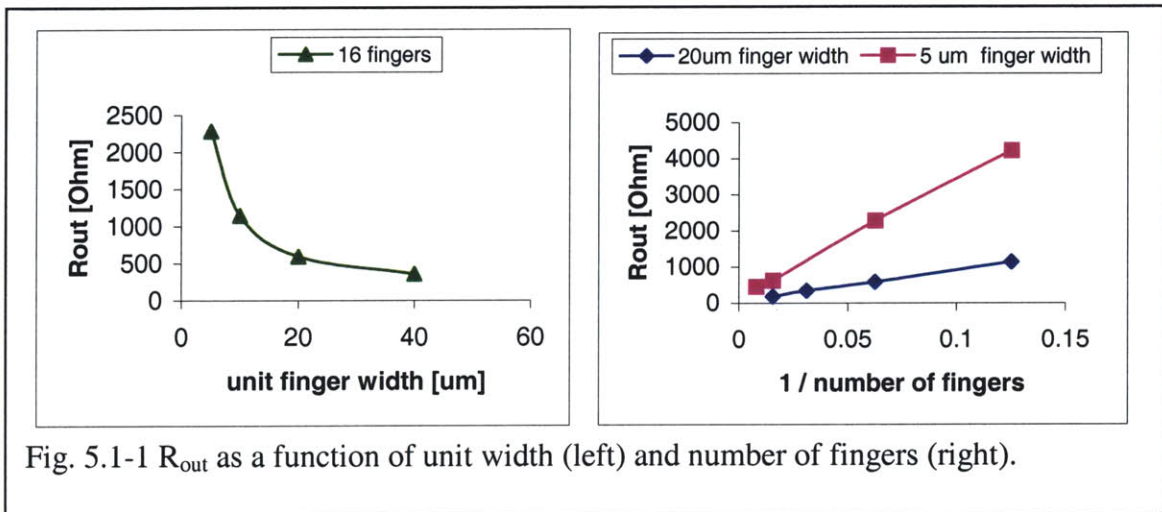 16 fingers
2500
2000
1500
1000
500
0
Rout [Ohm]
0 20 40 60
unit finger width [um]
20um finger width 5 um finger width
5000
4000
3000
2000
1000
0
Rout [Ohm]
0 0.05 0.1 0.15
1 / number of fingers
Fig. 5.1-1 Rout as a function of unit width (left) and number of fingers (right).